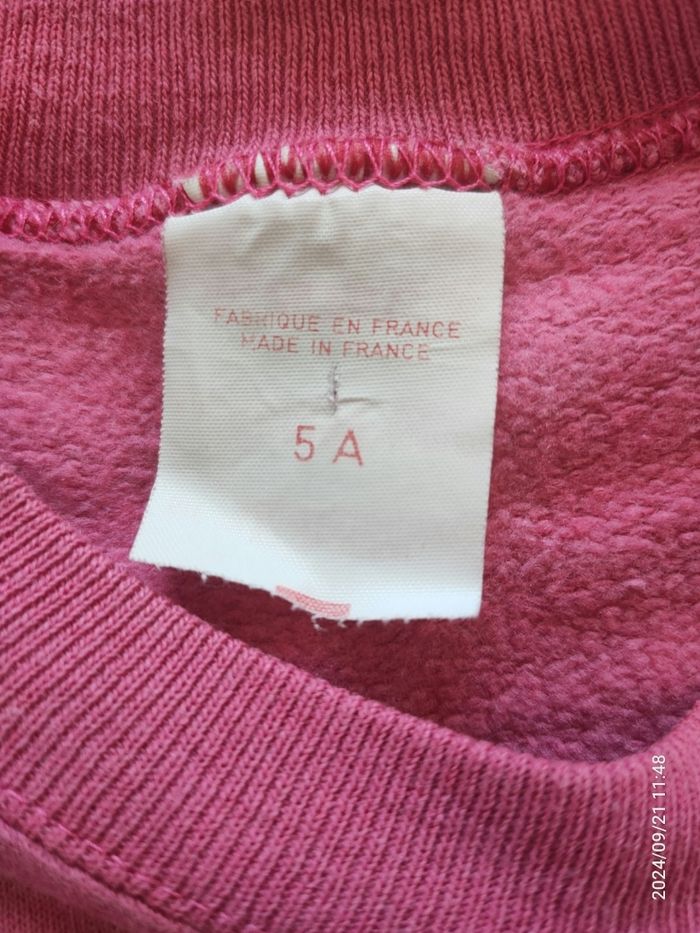 FABRIQUE EN FRANCE
MADE IN FRANCE
5 A
2024/09/21 11:48